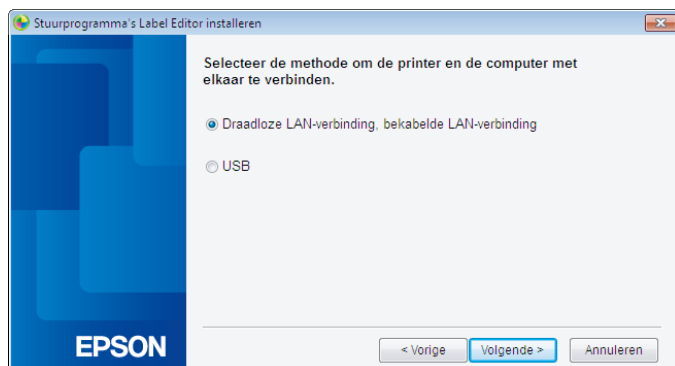 Stuurprogramma's Label Editor installeren
Selecteer de methode om de printer en de computer met
elkaar te verbinden.
Draadloze LAN-verbinding, bekabelde LAN-verbinding
USB
EPSON
< Vorige
Volgende >
Annuleren